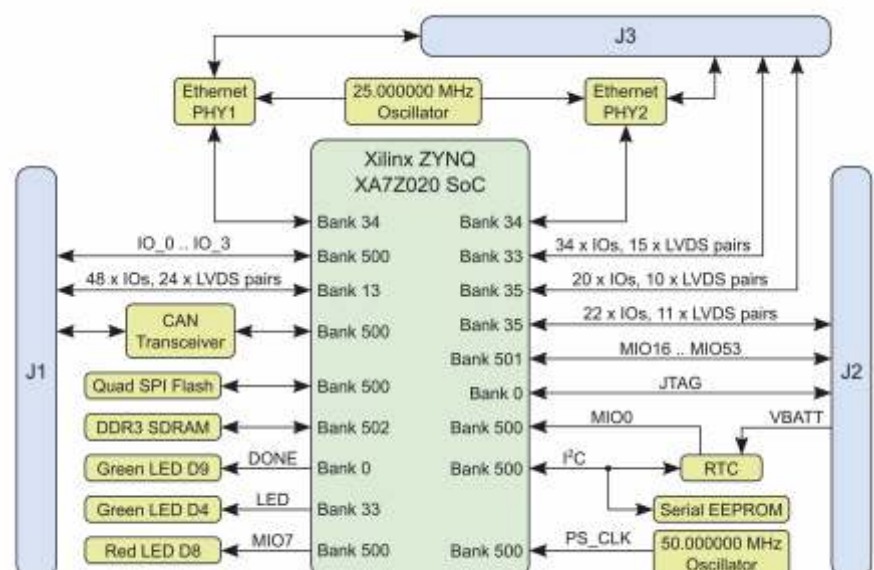 J3
Ethernet
PHY1
25.000000 MHz
Oscillator
Ethernet
PHY2
Xilinx ZYNQ
XA7Z020 SoC
Bank 34
Bank 34
IO_0 .. IO_3
Bank 500
Bank 33
34 x IOs, 15 x LVDS pairs
48 x IOs, 24 x LVDS pairs
Bank 13
Bank 35
20 x IOs, 10 x LVDS pairs
CAN
Transceiver
Bank 500
Bank 35
22 x IOs, 11 x LVDS pairs
Bank 501
MIO16 .. MIO53
J1
J2
Quad SPI Flash
Bank 500
Bank 0
JTAG
DDR3 SDRAM
Bank 502
Bank 500
MIO0
VBATT
Green LED D9
DONE
Bank 0
Bank 500
I²C
RTC
Green LED D4
LED
Bank 33
Serial EEPROM
Red LED D8
MIO7
Bank 500
Bank 500
PS_CLK
50.000000 MHz
Oscillator